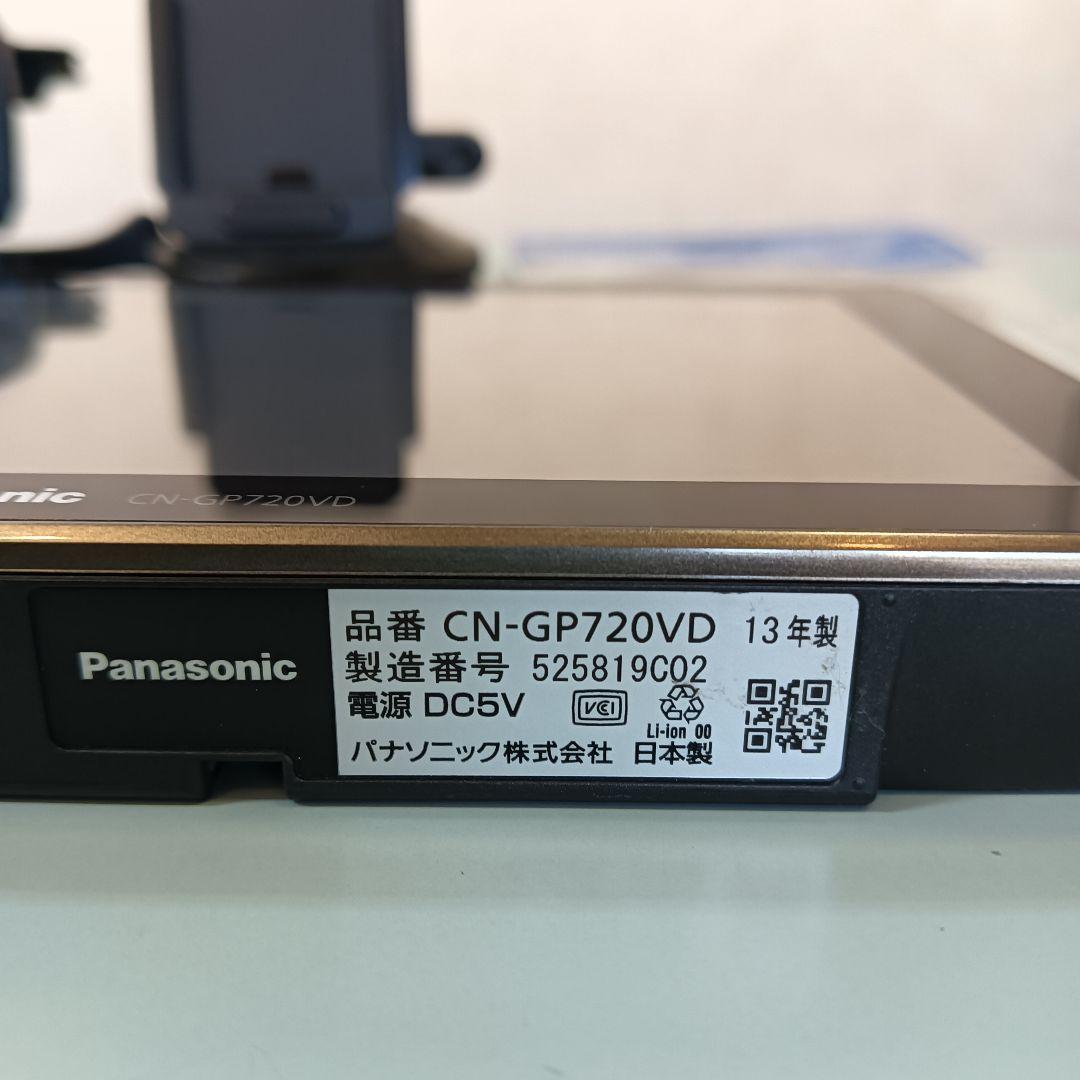 nic CN-GP720VD
Panasonic
品番 CN-GP720VD 13年製
製造番号 525819C02
電源 DC5V VCCI
Li-ion 00
パナソニック株式会社 日本製